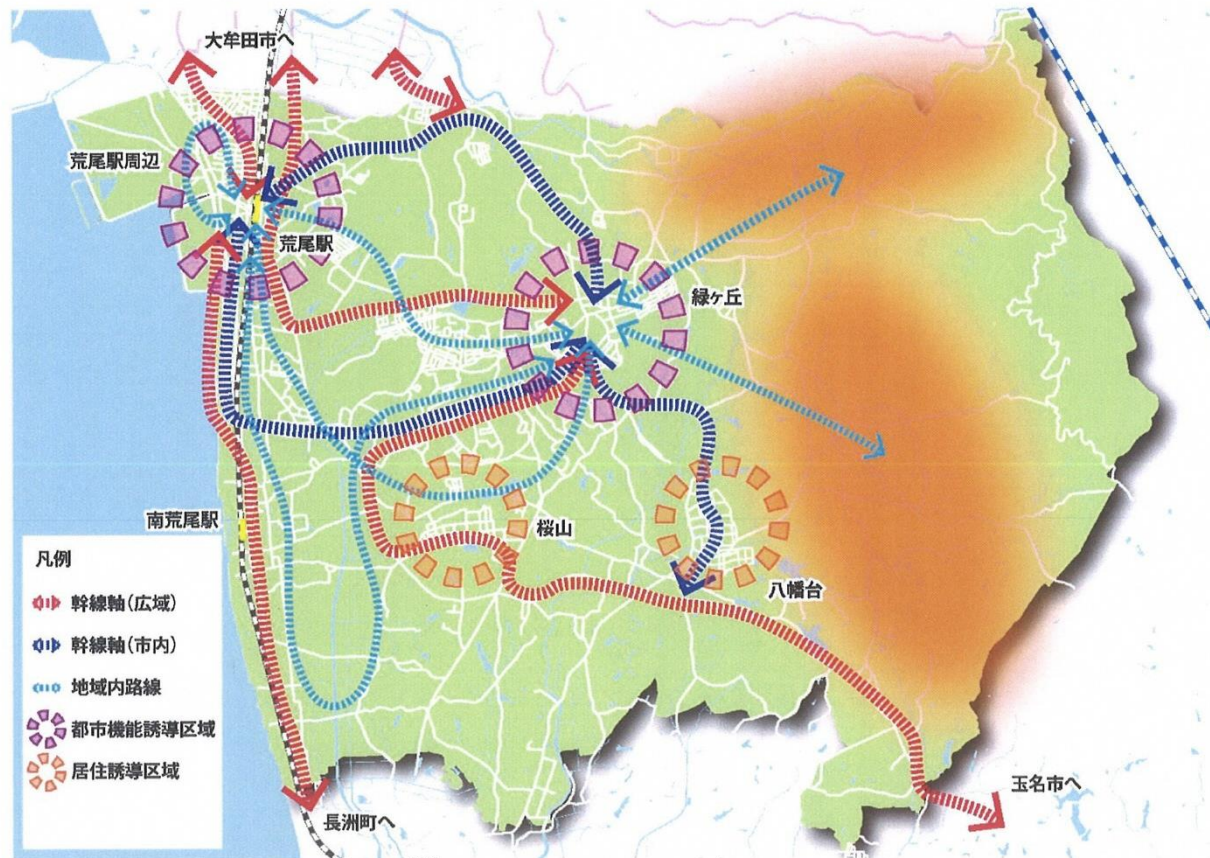 大牟田市へ
荒尾駅周辺
荒尾駅
緑ヶ丘
南荒尾駅
桜山
八幡台
凡例
幹線軸(広域)
幹線軸(市内)
地域内路線
都市機能誘導区域
居住誘導区域
長洲町へ
玉名市へ